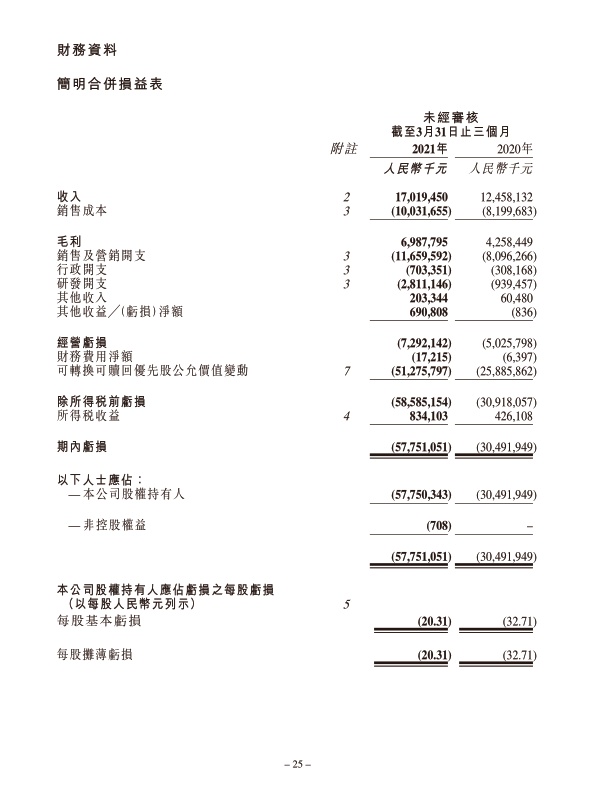 財務資料
簡明合併損益表
未經審核
截至3月31日止三個月
附註 2021年 2020年
人民幣千元 人民幣千元
收入 2 17,019,450 12,458,132
銷售成本 3 (10,031,655) (8,199,683)
毛利 6,987,795 4,258,449
銷售及營銷開支 3 (11,659,592) (8,096,266)
行政開支 3 (703,351) (308,168)
研發開支 3 (2,811,146) (939,457)
其他收入 203,344 60,480
其他收益╱(虧損)淨額 690,808 (836)
經營虧損 (7,292,142) (5,025,798)
財務費用淨額 (17,215) (6,397)
可轉換可贖回優先股公允價值變動 7 (51,275,797) (25,885,862)
除所得稅前虧損 (58,585,154) (30,918,057)
所得稅收益 4 834,103 426,108
期內虧損 (57,751,051) (30,491,949)
以下人士應佔：
—本公司股權持有人 (57,750,343) (30,491,949)
—非控股權益 (708) –
(57,751,051) (30,491,949)
本公司股權持有人應佔虧損之每股虧損
（以每股人民幣元列示） 5
每股基本虧損 (20.31) (32.71)
每股攤薄虧損 (20.31) (32.71)
– 25 –